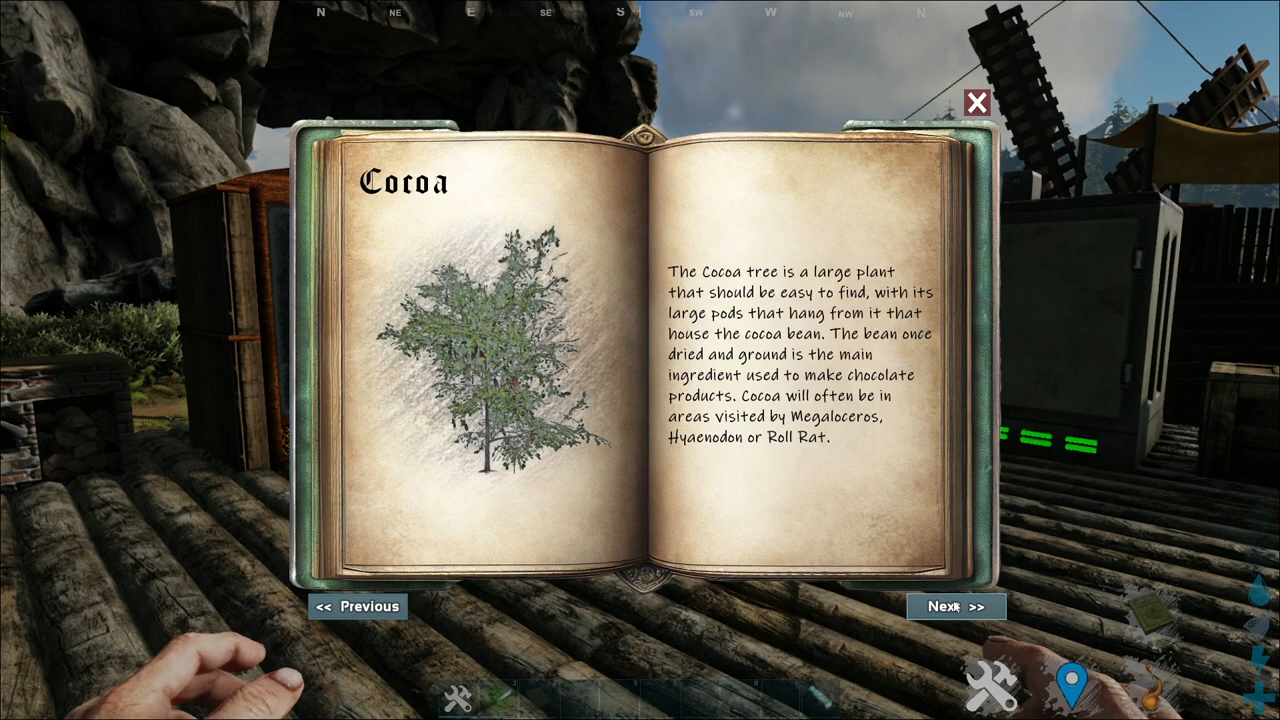 N NE E SE S SW W NW N
Cocoa
The Cocoa tree is a large plant
that should be easy to find, with its
large pods that hang from it that
house the cocoa bean. The bean once
dried and ground is the main
ingredient used to make chocolate
products. Cocoa will often be in
areas visited by Megaloceros,
Hyaenodon or Roll Rat.
<< Previous
Next >>